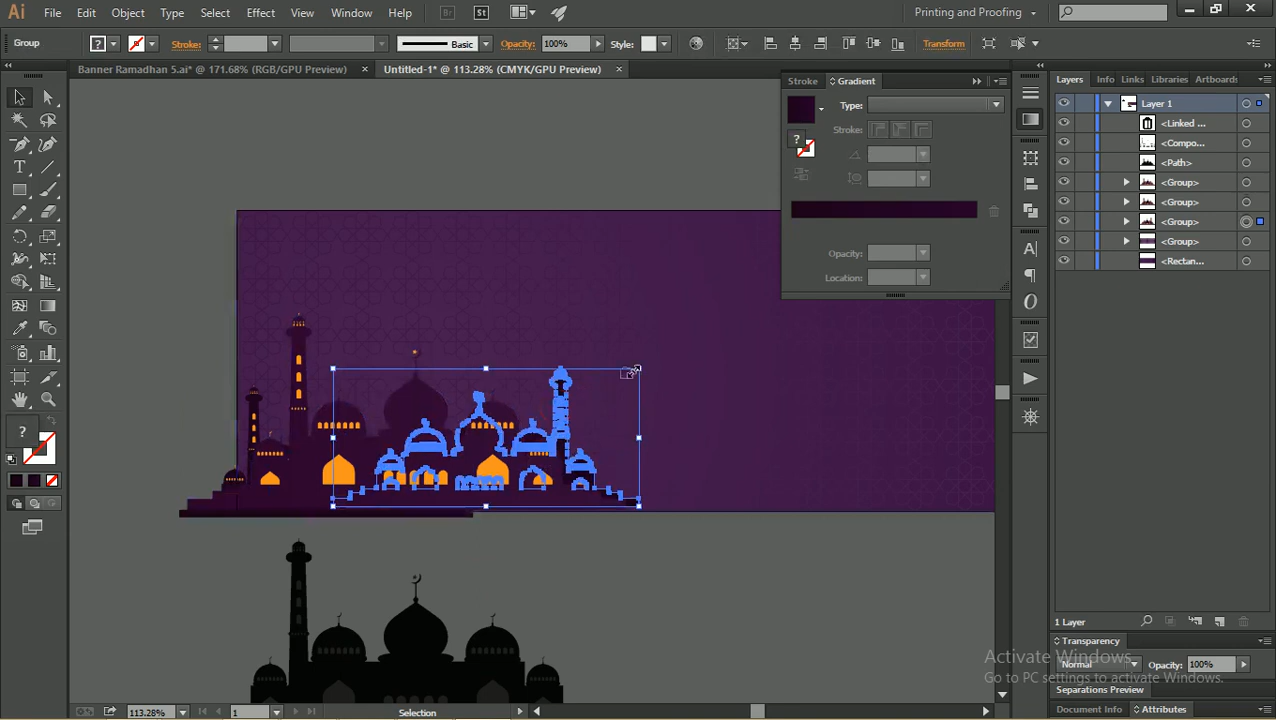 Ai File Edit Object Type Select Effect View Window Help Br St Printing and Proofing
Group ? Stroke: Basic Opacity: 100% Style: Transform
Banner Ramadhan 5.ai* @ 171.68% (RGB/GPU Preview) × Untitled-1* @ 113.28% (CMYK/GPU Preview) ×
Stroke Gradient
Type:
Stroke:
?
Opacity:
Location:
Layers Info Links Libraries Artboards
Layer 1
<Linked ...
<Compo...
<Path>
<Group>
<Group>
<Group>
<Group>
<Rectan...
?
1 Layer
Transparency
Normal Opacity: 100%
Separations Preview
Document Info Attributes
Activate Windows
Go to PC settings to activate Windows.
113.28% 1 Selection